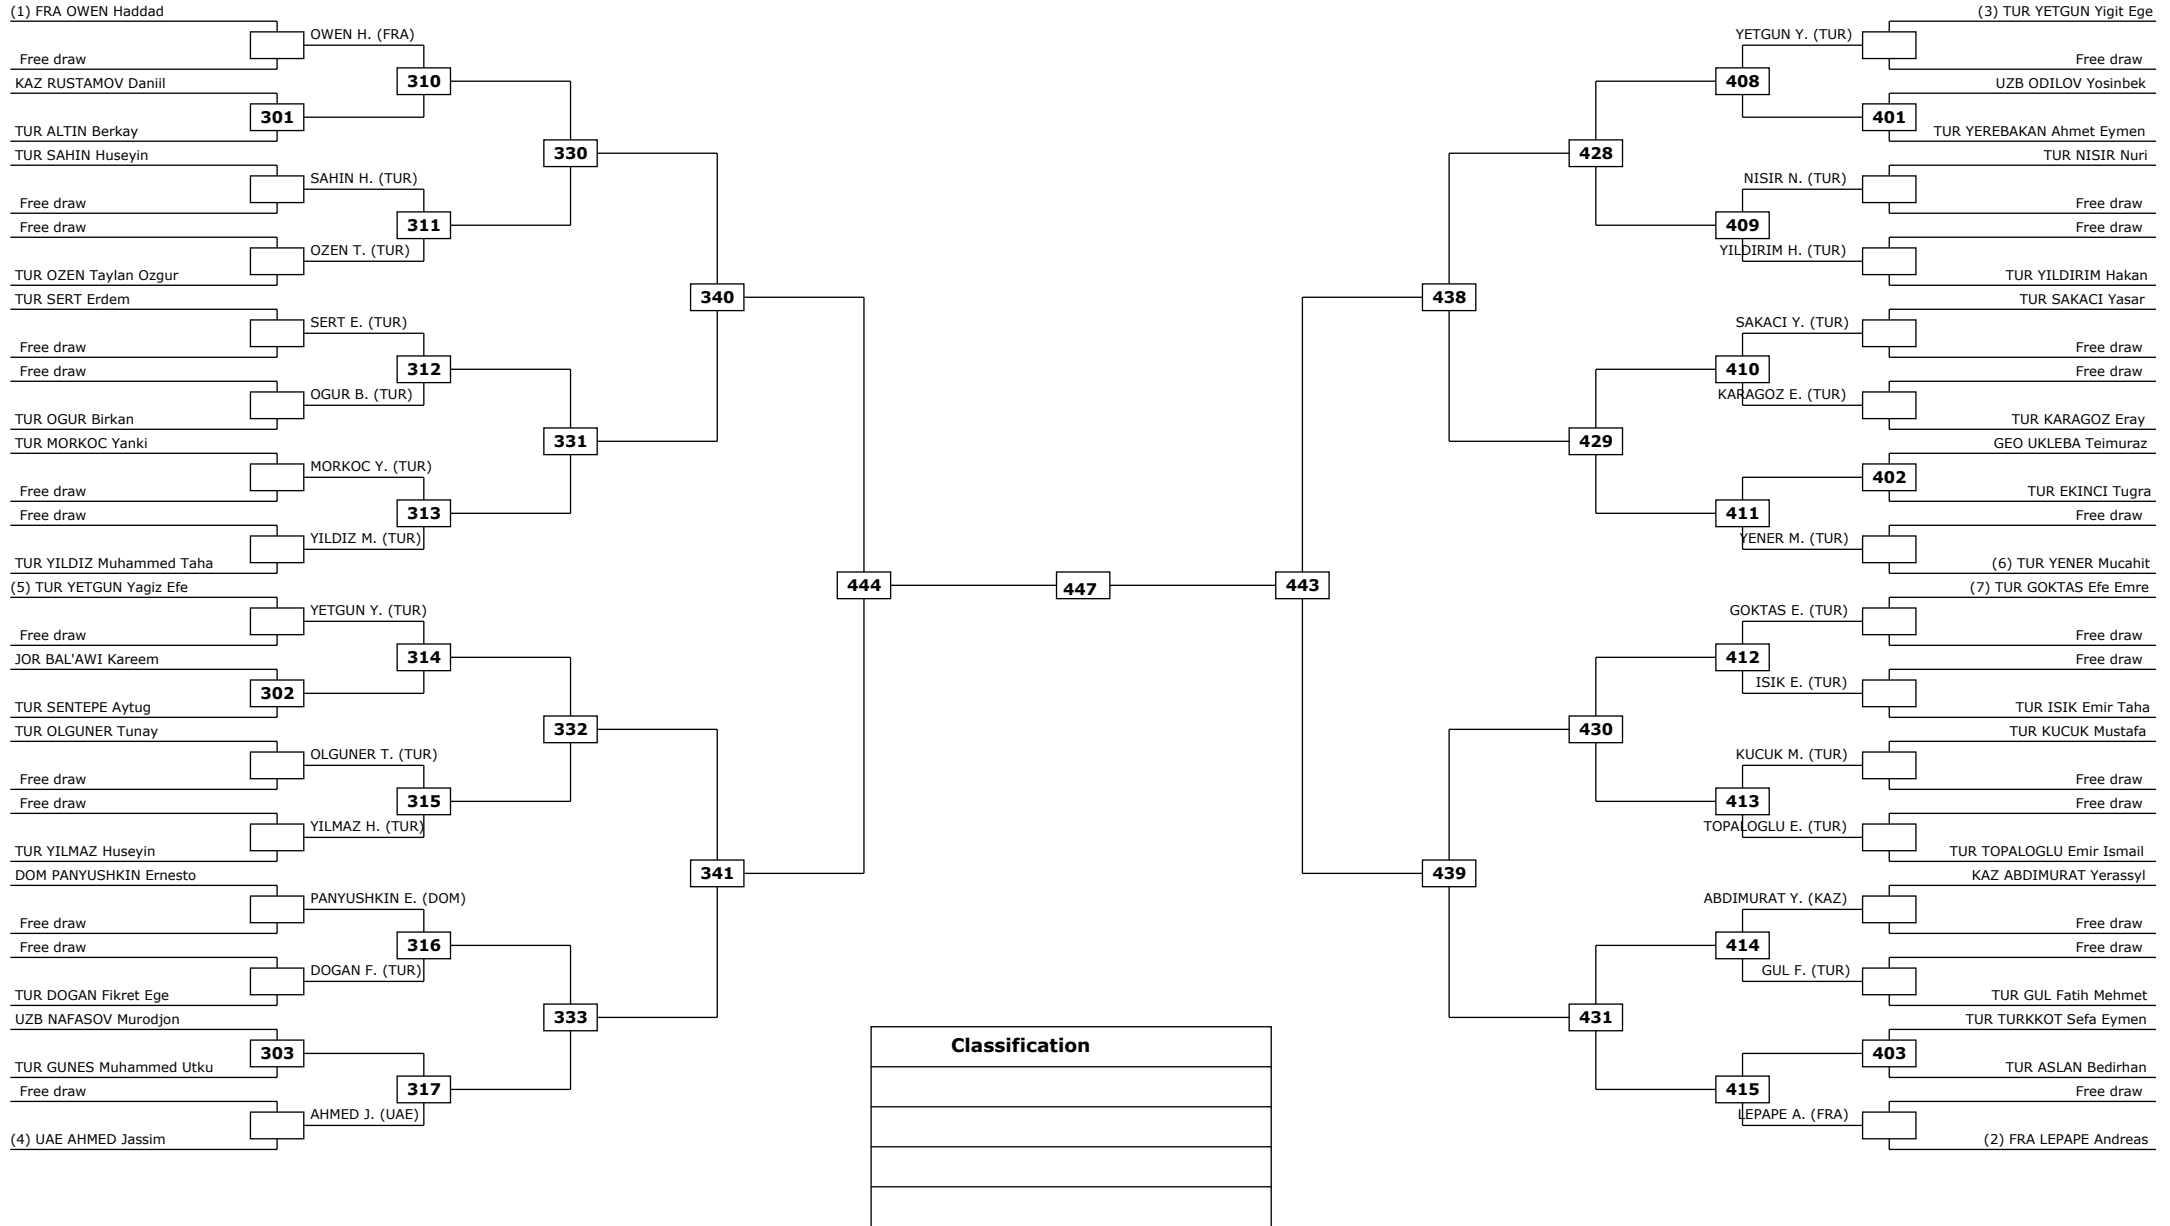 (1) FRA OWEN Haddad
OWEN H. (FRA)
Free draw
310
KAZ RUSTAMOV Daniil
301
TUR ALTIN Berkay
330
TUR SAHIN Huseyin
SAHIN H. (TUR)
Free draw
311
Free draw
OZEN T. (TUR)
TUR OZEN Taylan Ozgur
340
TUR SERT Erdem
SERT E. (TUR)
Free draw
312
Free draw
OGUR B. (TUR)
TUR OGUR Birkan
331
TUR MORKOC Yanki
MORKOC Y. (TUR)
Free draw
313
Free draw
YILDIZ M. (TUR)
TUR YILDIZ Muhammed Taha
444
(5) TUR YETGUN Yagiz Efe
YETGUN Y. (TUR)
Free draw
314
JOR BAL'AWI Kareem
302
TUR SENTEPE Aytug
332
TUR OLGUNER Tunay
OLGUNER T. (TUR)
Free draw
315
Free draw
YILMAZ H. (TUR)
TUR YILMAZ Huseyin
341
DOM PANYUSHKIN Ernesto
PANYUSHKIN E. (DOM)
Free draw
316
Free draw
DOGAN F. (TUR)
TUR DOGAN Fikret Ege
333
UZB NAFASOV Murodjon
303
TUR GUNES Muhammed Utku
317
Free draw
AHMED J. (UAE)
(4) UAE AHMED Jassim
447
(3) TUR YETGUN Yigit Ege
YETGUN Y. (TUR)
Free draw
408
UZB ODILOV Yosinbek
401
TUR YEREBAKAN Ahmet Eymen
428
TUR NISIR Nuri
NISIR N. (TUR)
Free draw
409
Free draw
YILDIRIM H. (TUR)
TUR YILDIRIM Hakan
438
TUR SAKACI Yasar
SAKACI Y. (TUR)
Free draw
410
Free draw
KARAGOZ E. (TUR)
TUR KARAGOZ Eray
429
GEO UKLEBA Teimuraz
402
TUR EKINCI Tugra
411
Free draw
YENER M. (TUR)
(6) TUR YENER Mucahit
443
(7) TUR GOKTAS Efe Emre
GOKTAS E. (TUR)
Free draw
412
Free draw
ISIK E. (TUR)
TUR ISIK Emir Taha
430
TUR KUCUK Mustafa
KUCUK M. (TUR)
Free draw
413
Free draw
TOPALOGLU E. (TUR)
TUR TOPALOGLU Emir Ismail
439
KAZ ABDIMURAT Yerassyl
ABDIMURAT Y. (KAZ)
Free draw
414
Free draw
GUL F. (TUR)
TUR GUL Fatih Mehmet
431
TUR TURKKOT Sefa Eymen
403
TUR ASLAN Bedirhan
415
Free draw
LEPAPE A. (FRA)
(2) FRA LEPAPE Andreas
Classification